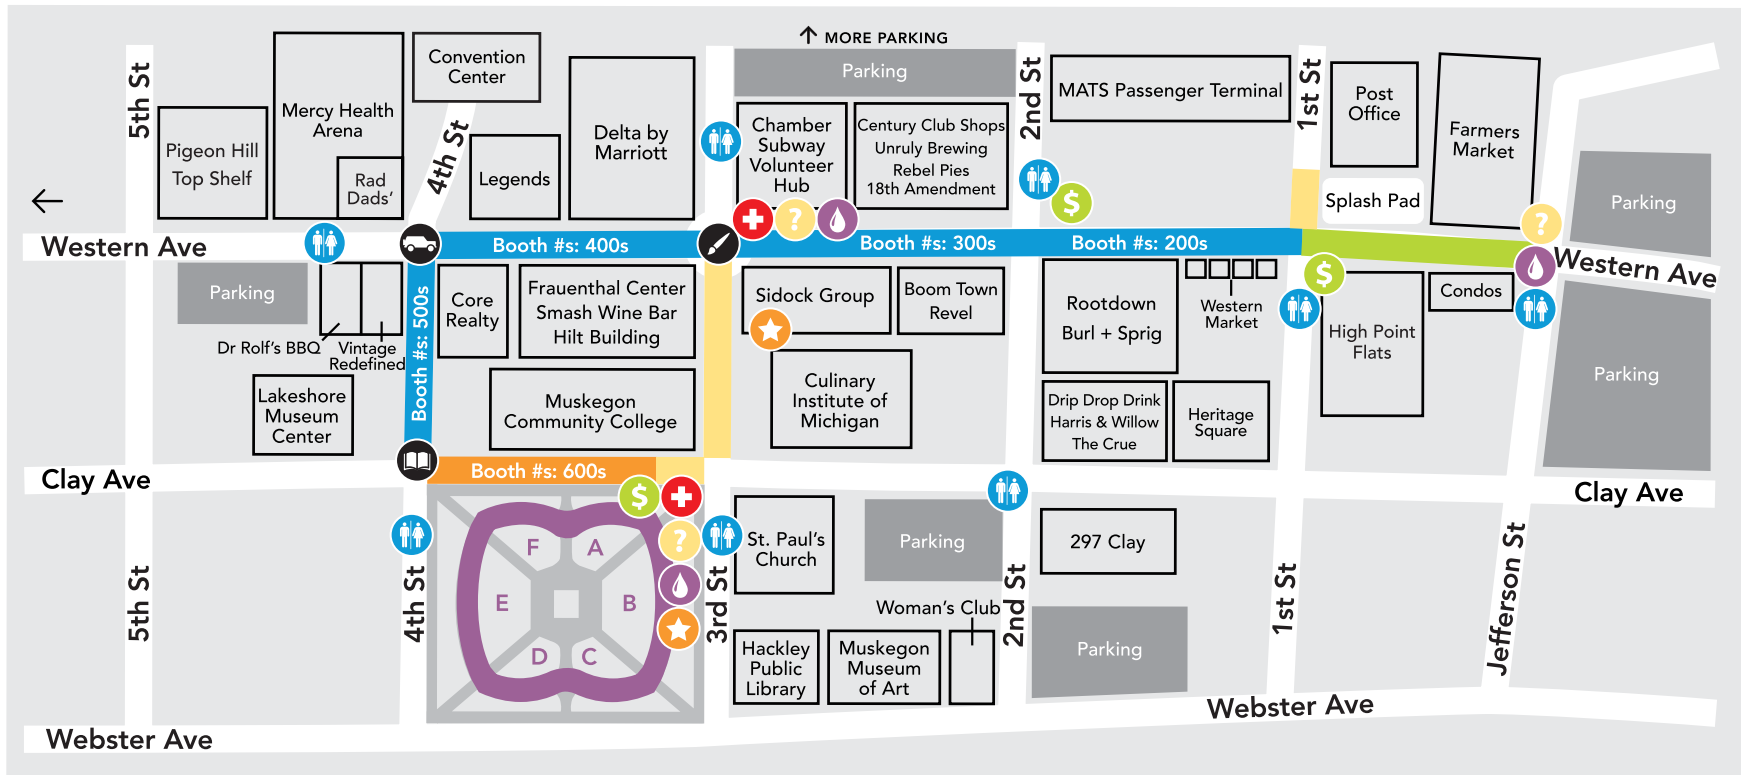 MORE PARKING
Convention
Center
Parking
5th St
Mercy Health
Arena
4th St
Delta by
Marriott
Chamber
Subway
Volunteer
Hub
Century Club Shops
Unruly Brewing
Rebel Pies
18th Amendment
2nd St
MATS Passenger Terminal
1st St
Post
Office
Farmers
Market
Pigeon Hill
Top Shelf
Rad
Dads'
Legends
Splash Pad
Parking
$
?
?
Western Ave
Booth #s: 400s
Booth #s: 300s
Booth #s: 200s
Western Ave
Parking
Booth #s: 500s
Core
Realty
Frauenthal Center
Smash Wine Bar
Hilt Building
Sidock Group
Boom Town
Revel
Rootdown
Burl + Sprig
Western
Market
$
High Point
Flats
Condos
Dr Rolf's BBQ
Vintage
Redefined
Parking
Lakeshore
Museum
Center
Muskegon
Community College
Culinary
Institute of
Michigan
Drip Drop Drink
Harris & Willow
The Crue
Heritage
Square
Clay Ave
Booth #s: 600s
Clay Ave
$
?
F
A
E
B
D
C
St. Paul's
Church
Parking
297 Clay
5th St
4th St
3rd St
2nd St
1st St
Jefferson St
Woman's Club
Hackley
Public
Library
Muskegon
Museum
of Art
Parking
Webster Ave
Webster Ave